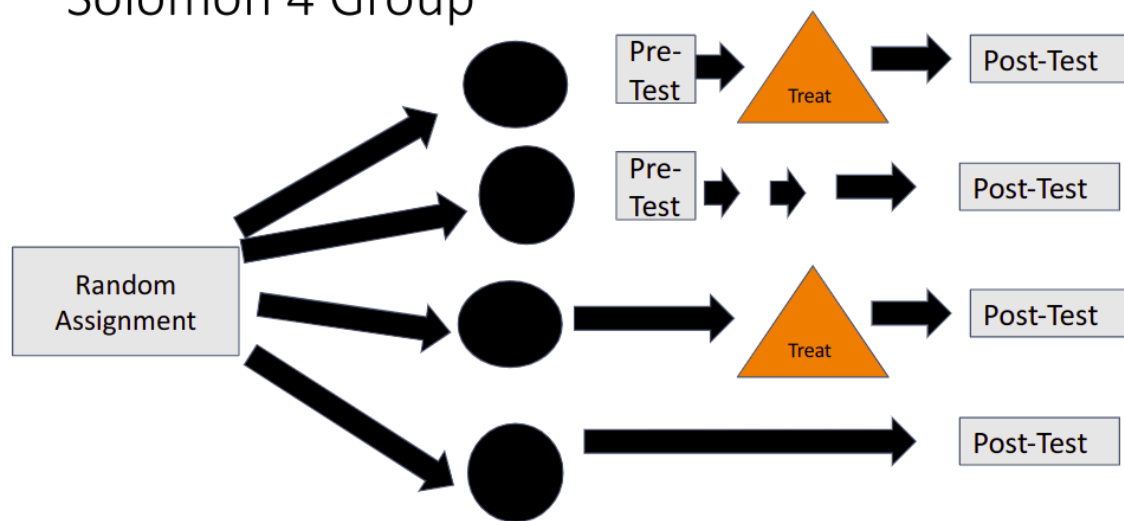 Solomon 4 Group
Pre-
Test
Treat
Post-Test
Pre-
Test
Post-Test
Random
Assignment
Treat
Post-Test
Post-Test